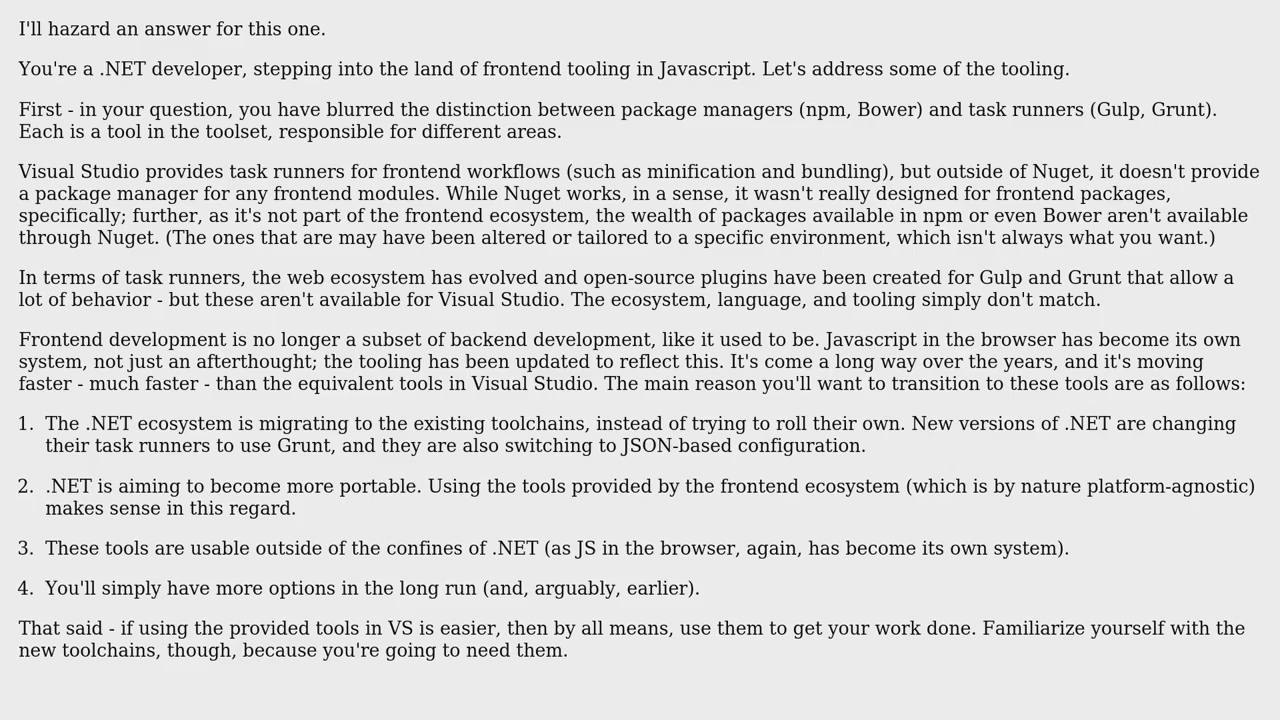 I'll hazard an answer for this one.
You're a .NET developer, stepping into the land of frontend tooling in Javascript. Let's address some of the tooling.
First - in your question, you have blurred the distinction between package managers (npm, Bower) and task runners (Gulp, Grunt).
Each is a tool in the toolset, responsible for different areas.
Visual Studio provides task runners for frontend workflows (such as minification and bundling), but outside of Nuget, it doesn't provide
a package manager for any frontend modules. While Nuget works, in a sense, it wasn't really designed for frontend packages,
specifically; further, as it's not part of the frontend ecosystem, the wealth of packages available in npm or even Bower aren't available
through Nuget. (The ones that are may have been altered or tailored to a specific environment, which isn't always what you want.)
In terms of task runners, the web ecosystem has evolved and open-source plugins have been created for Gulp and Grunt that allow a
lot of behavior - but these aren't available for Visual Studio. The ecosystem, language, and tooling simply don't match.
Frontend development is no longer a subset of backend development, like it used to be. Javascript in the browser has become its own
system, not just an afterthought; the tooling has been updated to reflect this. It's come a long way over the years, and it's moving
faster - much faster - than the equivalent tools in Visual Studio. The main reason you'll want to transition to these tools are as follows:
1. The .NET ecosystem is migrating to the existing toolchains, instead of trying to roll their own. New versions of .NET are changing
their task runners to use Grunt, and they are also switching to JSON-based configuration.
2. .NET is aiming to become more portable. Using the tools provided by the frontend ecosystem (which is by nature platform-agnostic)
makes sense in this regard.
3. These tools are usable outside of the confines of .NET (as JS in the browser, again, has become its own system).
4. You'll simply have more options in the long run (and, arguably, earlier).
That said - if using the provided tools in VS is easier, then by all means, use them to get your work done. Familiarize yourself with the
new toolchains, though, because you're going to need them.